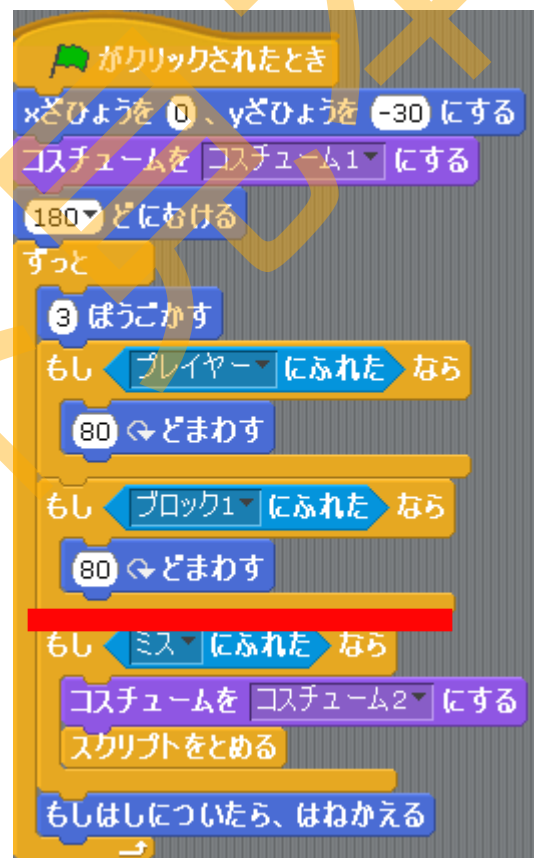 がクリックされたとき
xざひょうを 0 、yざひょうを -30 にする
コスチュームを コスチューム1 にする
180 どにむける
ずっと
3 ぽうごかす
もし プレイヤー にふれた なら
80 どまわす
もし ブロック1 にふれた なら
80 どまわす
もし ミス にふれた なら
コスチュームを コスチューム2 にする
スクリプトをとめる
もしはしについたら、はねかえる